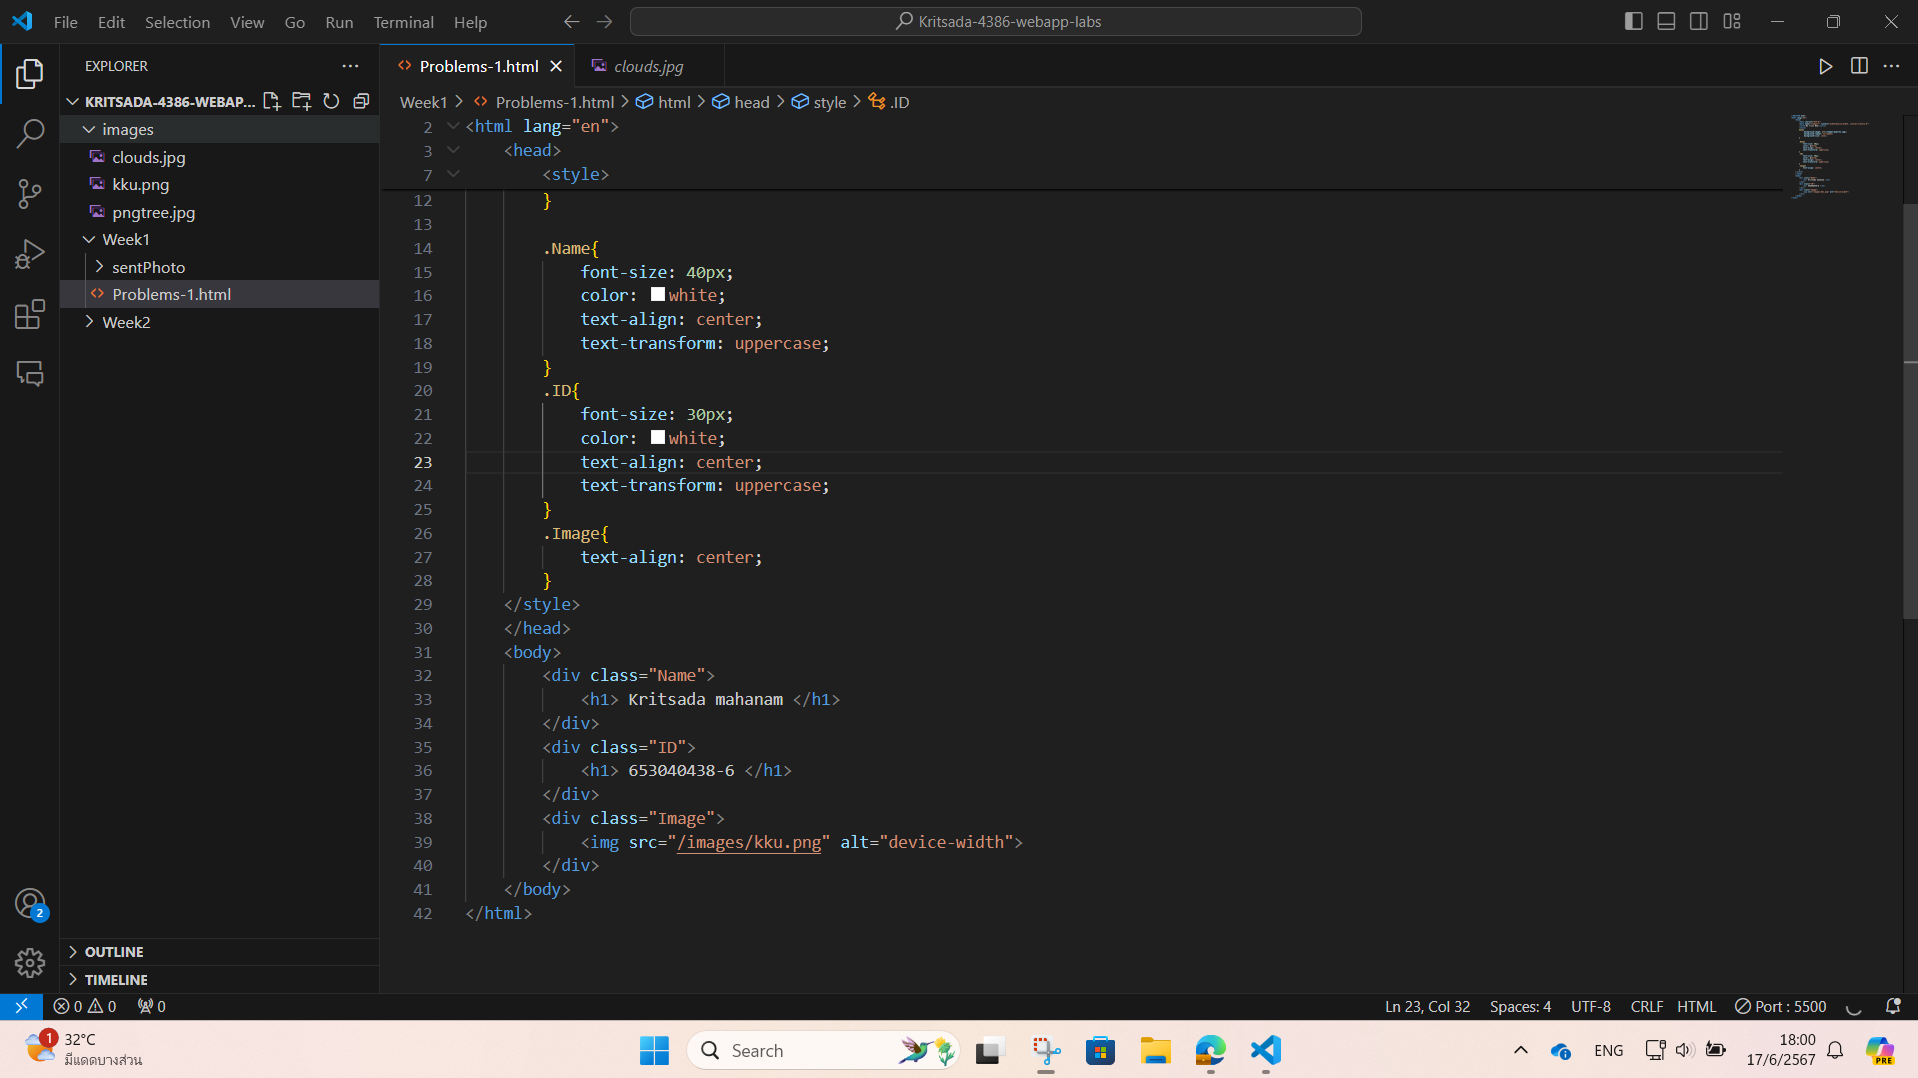 File Edit Selection View Go Run Terminal Help
Kritsada-4386-webapp-labs
EXPLORER
KRITSADA-4386-WEBAP...
images
clouds.jpg
kku.png
pngtree.jpg
Week1
sentPhoto
Problems-1.html
Week2
OUTLINE
TIMELINE
2
Problems-1.html
clouds.jpg
Week1 > Problems-1.html > html > head > style > .ID
2 <html lang="en">
3 <head>
7 <style>
12 }
13
14 .Name{
15 font-size: 40px;
16 color: white;
17 text-align: center;
18 text-transform: uppercase;
19 }
20 .ID{
21 font-size: 30px;
22 color: white;
23 text-align: center;
24 text-transform: uppercase;
25 }
26 .Image{
27 text-align: center;
28 }
29 </style>
30 </head>
31 <body>
32 <div class="Name">
33 <h1> Kritsada mahanam </h1>
34 </div>
35 <div class="ID">
36 <h1> 653040438-6 </h1>
37 </div>
38 <div class="Image">
39 <img src="/images/kku.png" alt="device-width">
40 </div>
41 </body>
42 </html>
0 0 0 Ln 23, Col 32 Spaces: 4 UTF-8 CRLF HTML Port : 5500
1
32°C
มีแดดบางส่วน
Search
ENG
18:00
17/6/2567
PRE